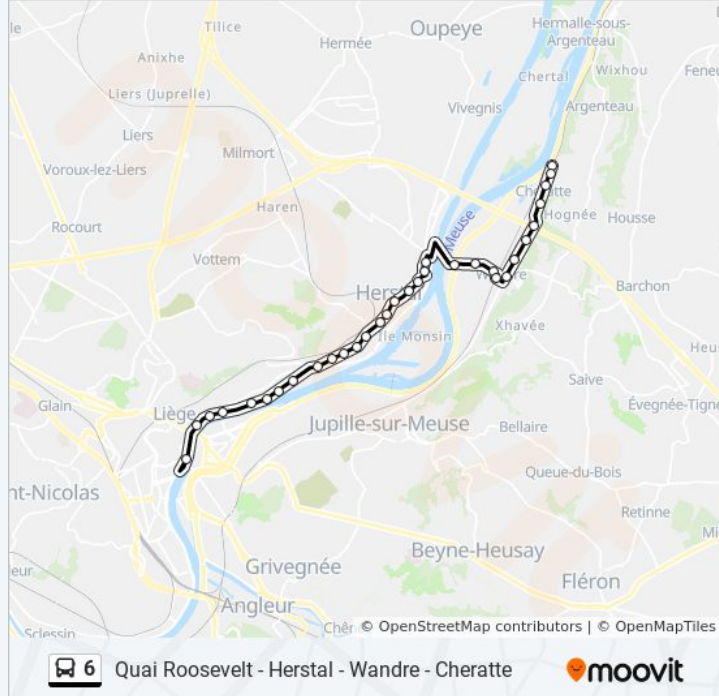 Oupeye
Hermalle-sous-
Argenteau
Tilice
Hermée
Anixhe
Chertal
Wixhou
Liers (Juprelle)
Vivegnis
Argenteau
Liers
Milmort
Voroux-lez-Liers
Cheratte
Haren
Hognée
Housse
Rocourt
Meuse
Vottem
Barchon
Herstal
Xhavée
Île Monsin
Saive
Glain
Liège
Évegnée-Tigne
Jupille-sur-Meuse
Bellaire
Queue-du-Bois
nt-Nicolas
Retinne
Beyne-Heusay
Grivegnée
Fléron
Angleur
Sclessin
© OpenStreetMap contributors | © OpenMapTiles
6 Quai Roosevelt - Herstal - Wandre - Cheratte
moovit